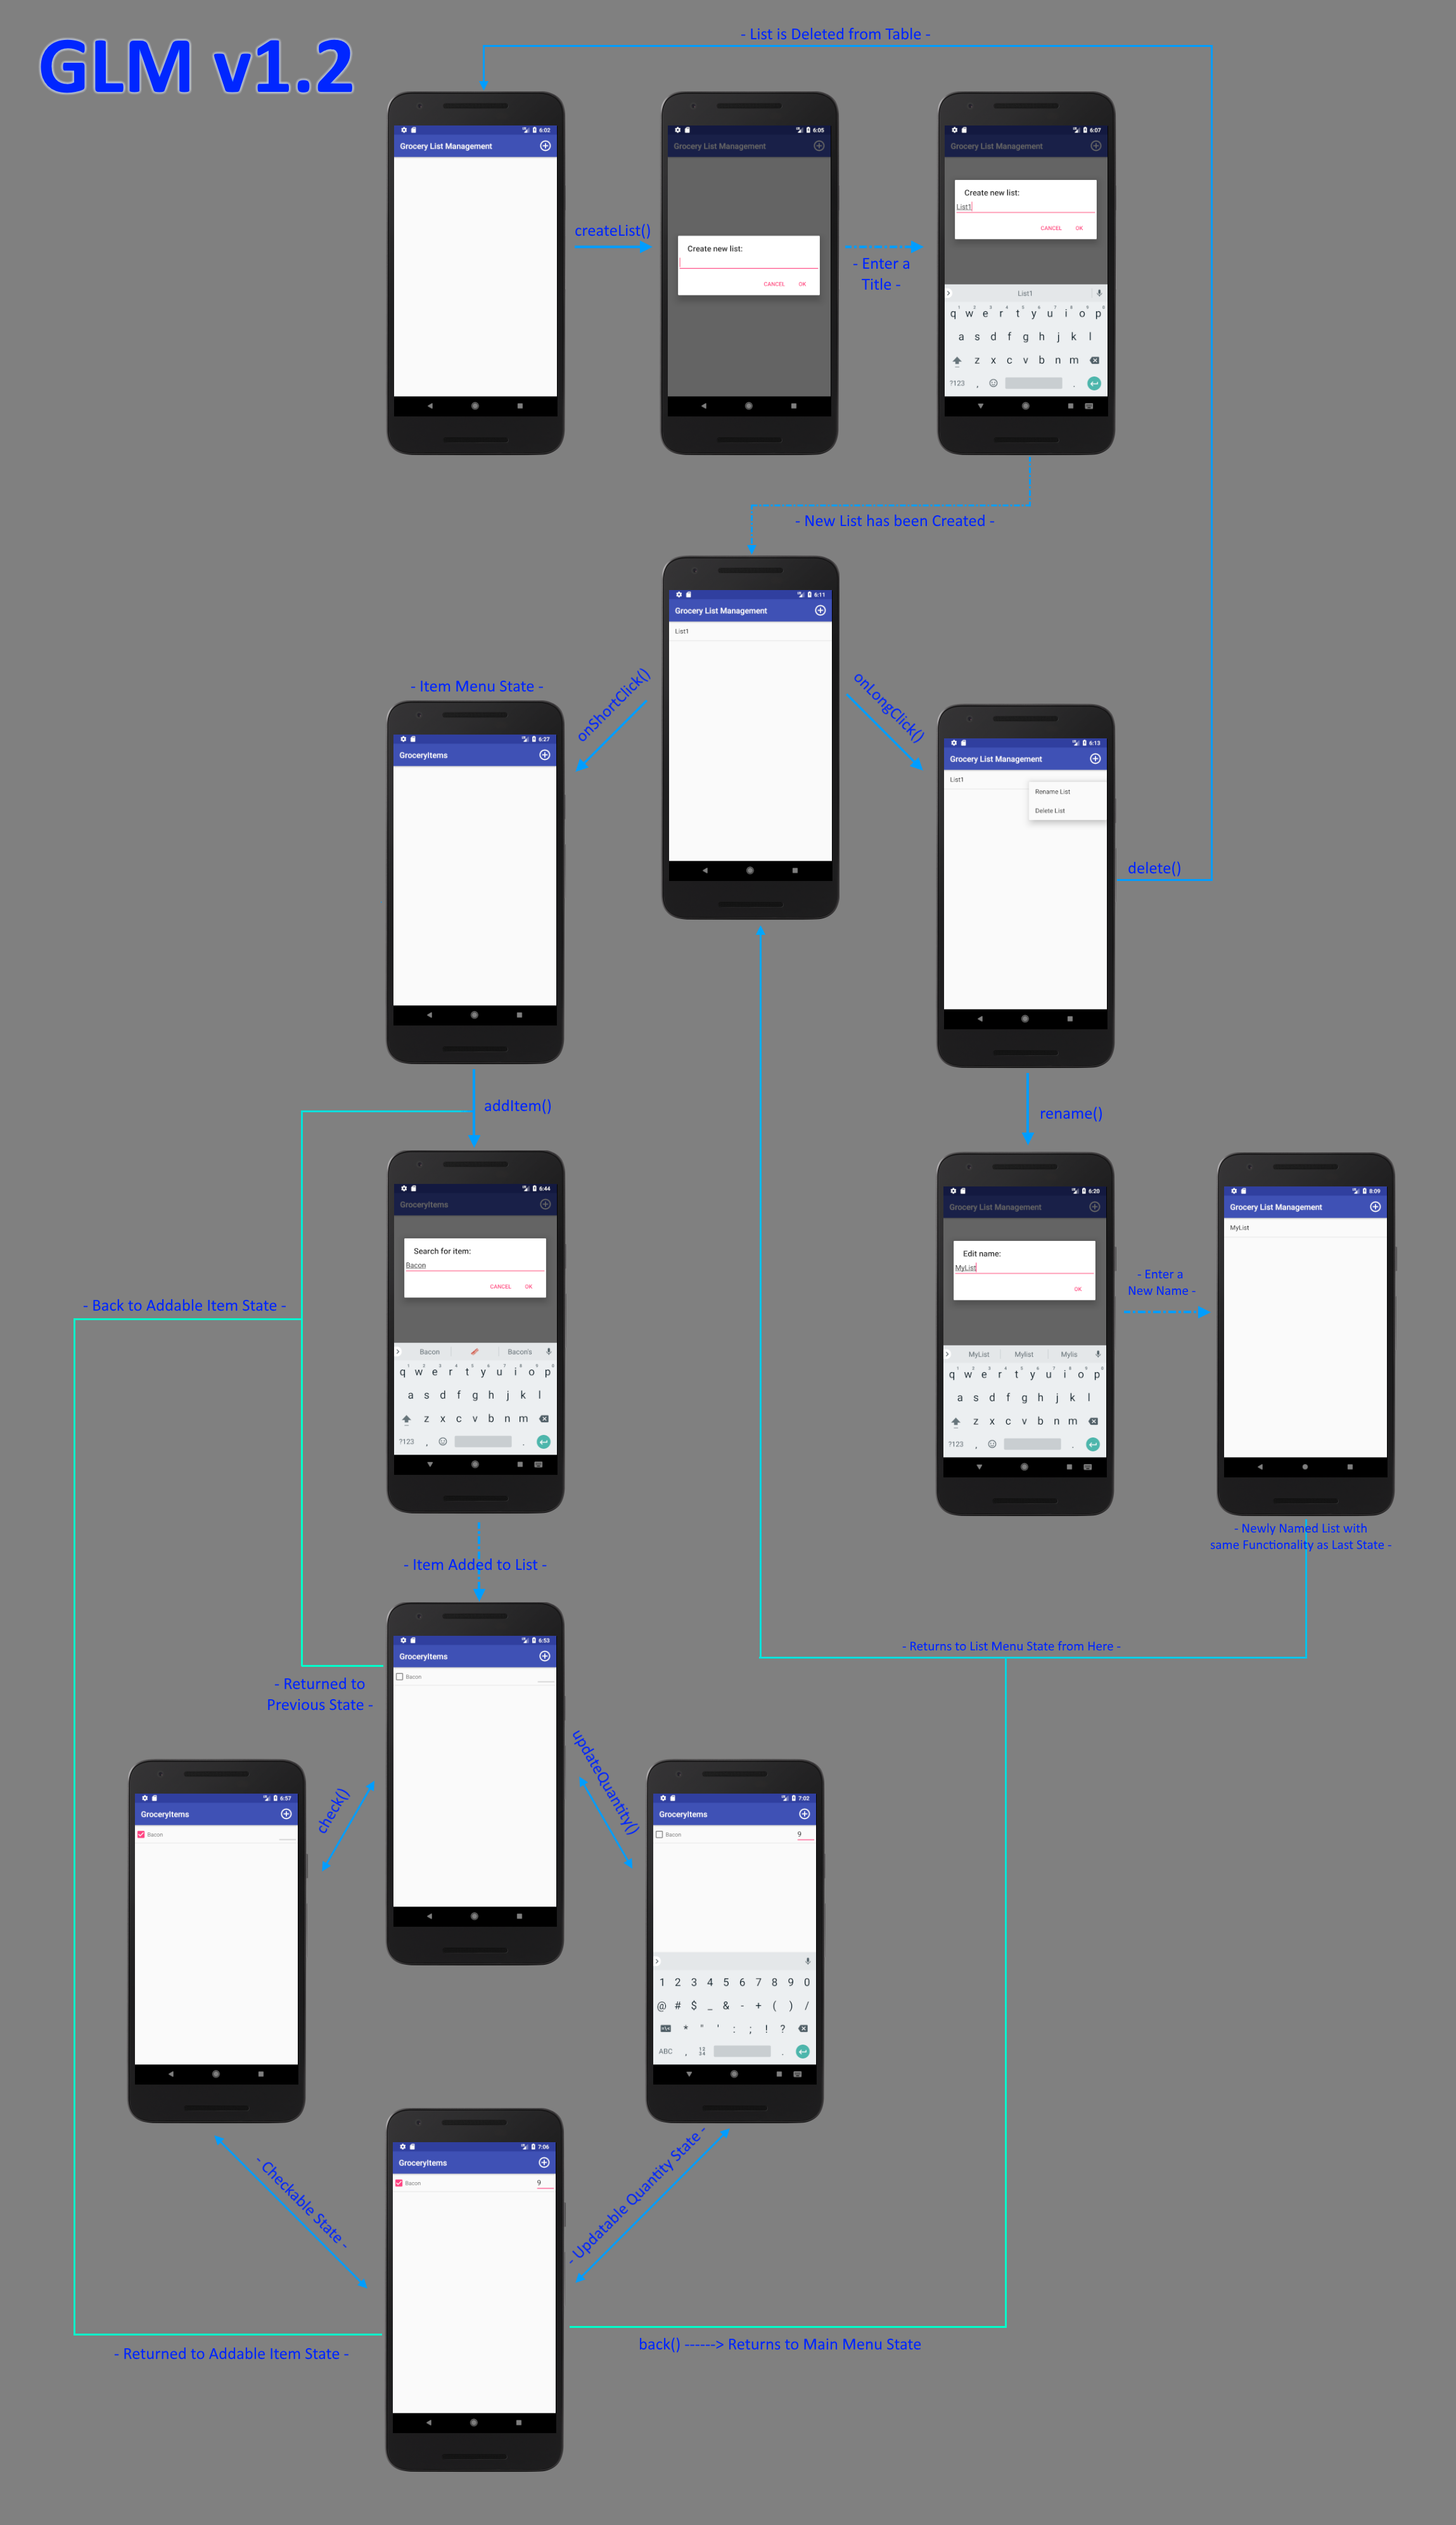 GLM v1.2
- List is Deleted from Table -
6:02
Grocery List Management
createList()
6:05
Grocery List Management
Create new list:
CANCEL OK
- Enter a
Title -
6:07
Grocery List Management
Create new list:
List1
CANCEL OK
List1
q w e r t y u i o p
a s d f g h j k l
z x c v b n m
?123 , .
- New List has been Created -
6:11
Grocery List Management
List1
onShortClick()
onLongClick()
- Item Menu State -
6:27
GroceryItems
6:13
Grocery List Management
List1
Rename List
Delete List
delete()
addItem()
rename()
6:44
GroceryItems
Search for item:
Bacon
CANCEL OK
Bacon Bacon's
q w e r t y u i o p
a s d f g h j k l
z x c v b n m
?123 , .
- Back to Addable Item State -
6:20
Grocery List Management
Edit name:
MyList
OK
MyList Mylist Mylis
q w e r t y u i o p
a s d f g h j k l
z x c v b n m
?123 , .
- Enter a
New Name -
8:09
Grocery List Management
MyList
- Newly Named List with
same Functionality as Last State -
- Item Added to List -
- Returns to List Menu State from Here -
6:53
GroceryItems
Bacon
- Returned to
Previous State -
check()
updateQuantity()
6:57
GroceryItems
Bacon
7:02
GroceryItems
Bacon 9
1 2 3 4 5 6 7 8 9 0
@ # $ _ & - + ( ) /
* " ' : ; ! ?
ABC , 12 34 .
- Checkable State -
- Updatable Quantity State -
7:06
GroceryItems
Bacon 9
- Returned to Addable Item State -
back() ------> Returns to Main Menu State